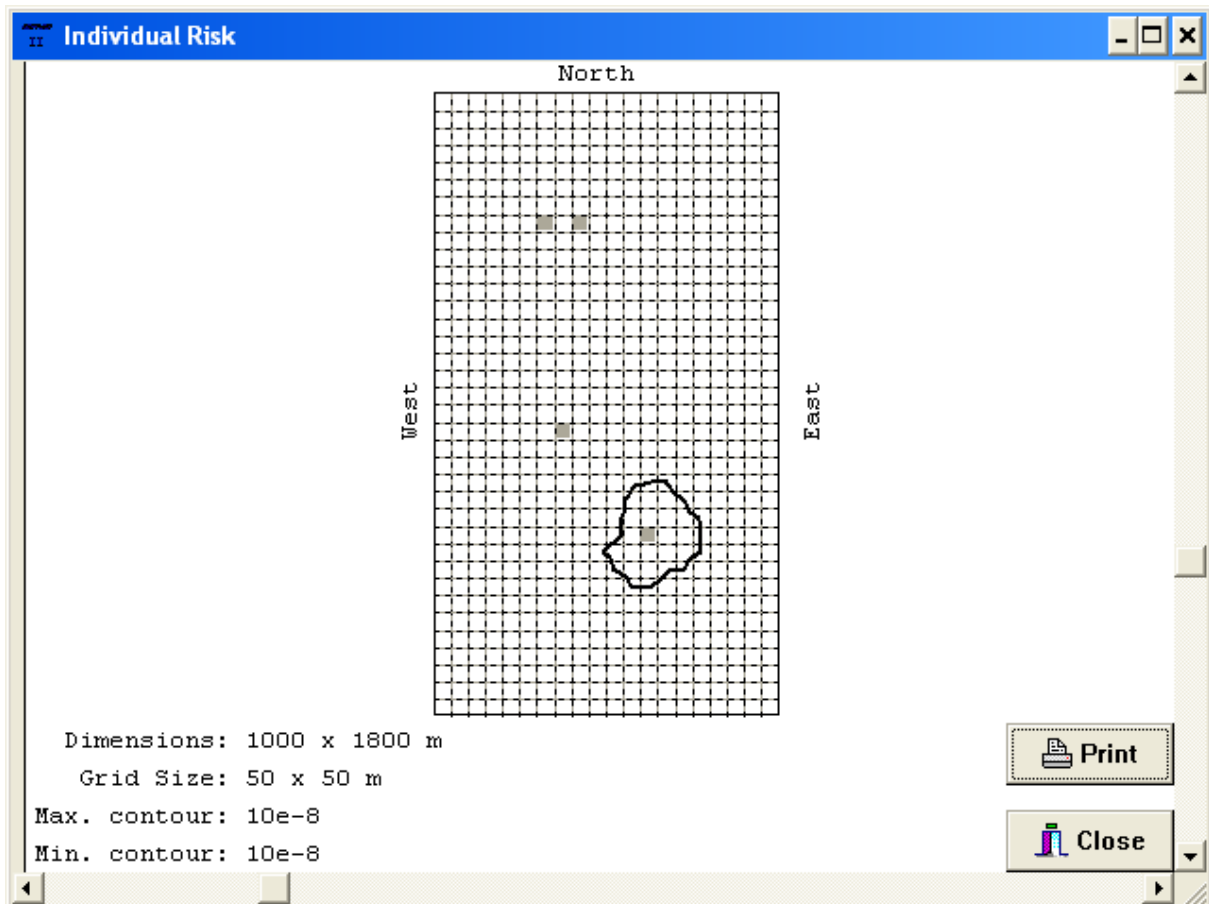 Individual Risk
North
West
East
Dimensions: 1000 x 1800 m
Grid Size: 50 x 50 m
Max. contour: 10e-8
Min. contour: 10e-8
Print
Close